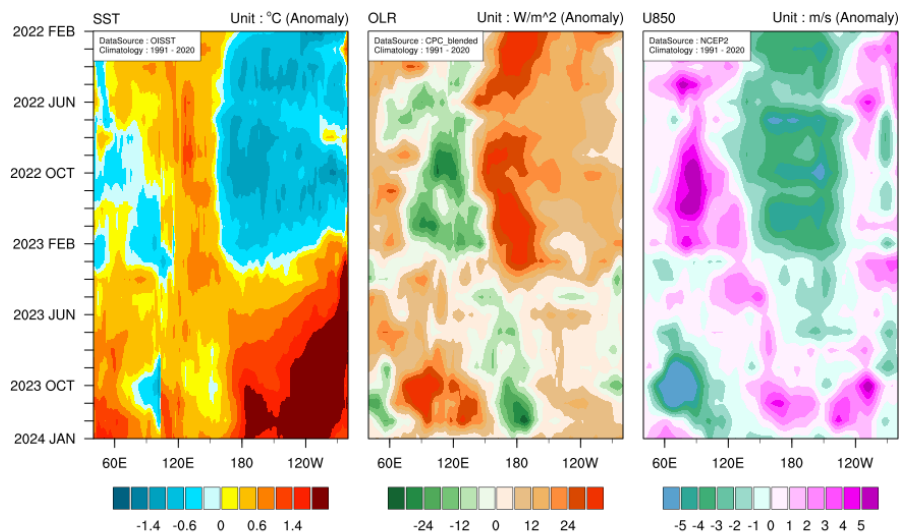 SST Unit : °C (Anomaly) OLR Unit : W/m^2 (Anomaly) U850 Unit : m/s (Anomaly)
DataSource : OISST
Climatology : 1991 - 2020
DataSource : CPC_blended
Climatology : 1991 - 2020
DataSource : NCEP2
Climatology : 1991 - 2020
2022 FEB
2022 JUN
2022 OCT
2023 FEB
2023 JUN
2023 OCT
2024 JAN
60E 120E 180 120W 60E 120E 180 120W 60E 120E 180 120W
-1.4 -0.6 0 0.6 1.4 -24 -12 0 12 24 -5 -4 -3 -2 -1 0 1 2 3 4 5